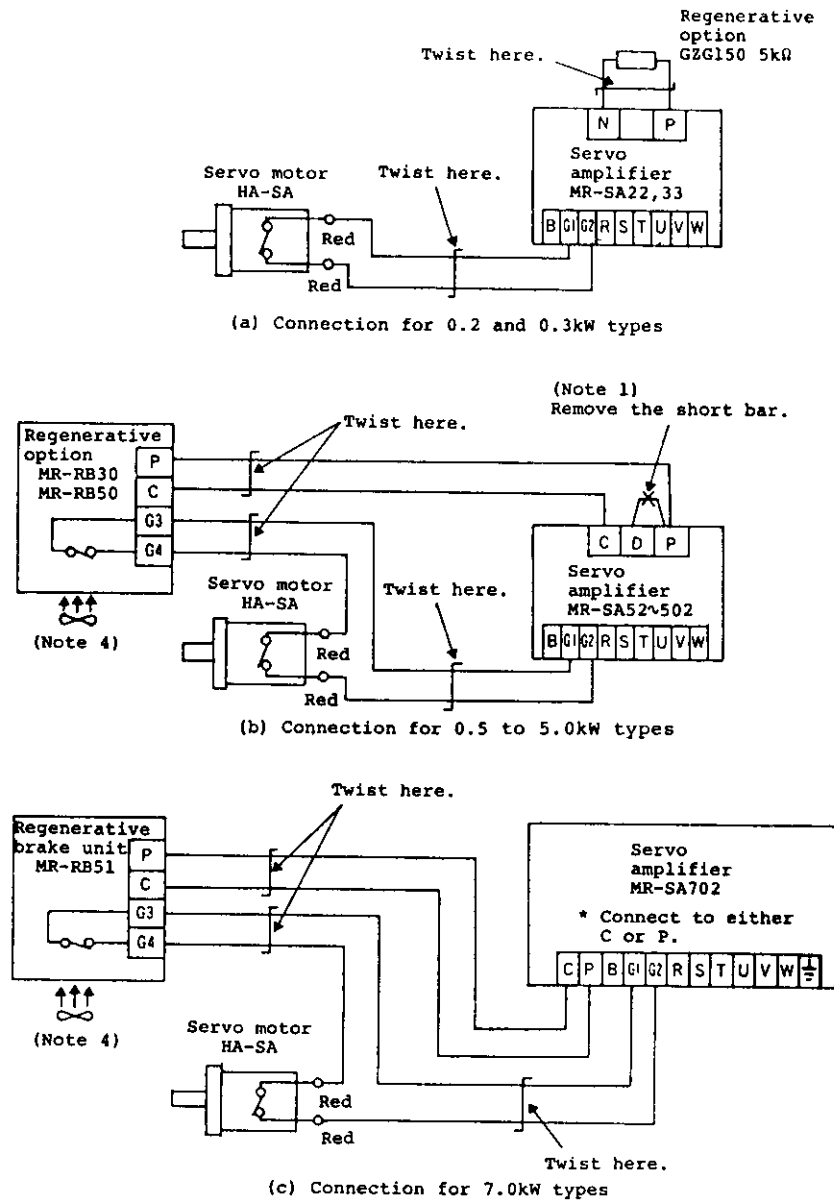 Regenerative
option
GZG150 5kΩ
Twist here.
N P
Servo
amplifier
MR-SA22,33
Servo motor
HA-SA
Twist here.
B G1 G2 R S T U V W
Red
Red
(a) Connection for 0.2 and 0.3kW types
(Note 1)
Remove the short bar.
Twist here.
Regenerative
option
MR-RB30
MR-RB50
P
C
G3
G4
C D P
Servo
amplifier
MR-SA52~502
Servo motor
HA-SA
Twist here.
(Note 4)
B G1 G2 R S T U V W
Red
Red
(b) Connection for 0.5 to 5.0kW types
Twist here.
Regenerative
brake unit
MR-RB51
P
C
G3
G4
Servo
amplifier
MR-SA702
* Connect to either
C or P.
C P B G1 G2 R S T U V W
(Note 4)
Servo motor
HA-SA
Red
Red
Twist here.
(c) Connection for 7.0kW types